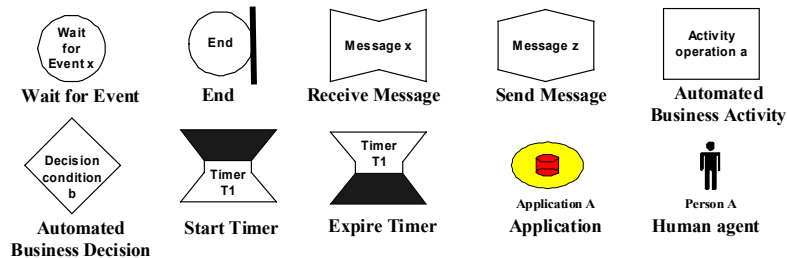 Wait
for
Event x
End
Message x
Message z
Activity
operation a
Wait for Event
End
Receive Message
Send Message
Automated
Business Activity
Decision
condition
b
Timer
T1
Timer
T1
Application A
Person A
Automated
Business Decision
Start Timer
Expire Timer
Application
Human agent